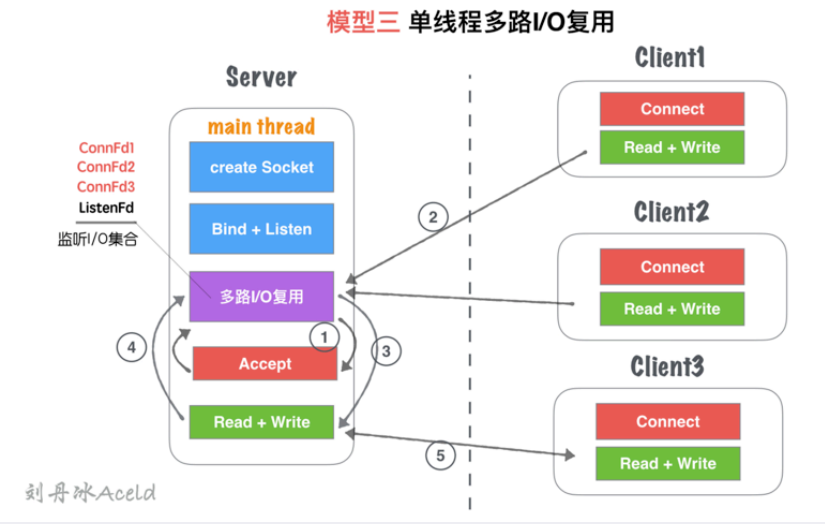 模型三 单线程多路I/O复用
Server
main thread
create Socket
Bind + Listen
多路I/O复用
Accept
Read + Write
ConnFd1
ConnFd2
ConnFd3
ListenFd
监听I/O集合
1
2
3
4
5
Client1
Connect
Read + Write
Client2
Connect
Read + Write
Client3
Connect
Read + Write
刘丹冰Aceld